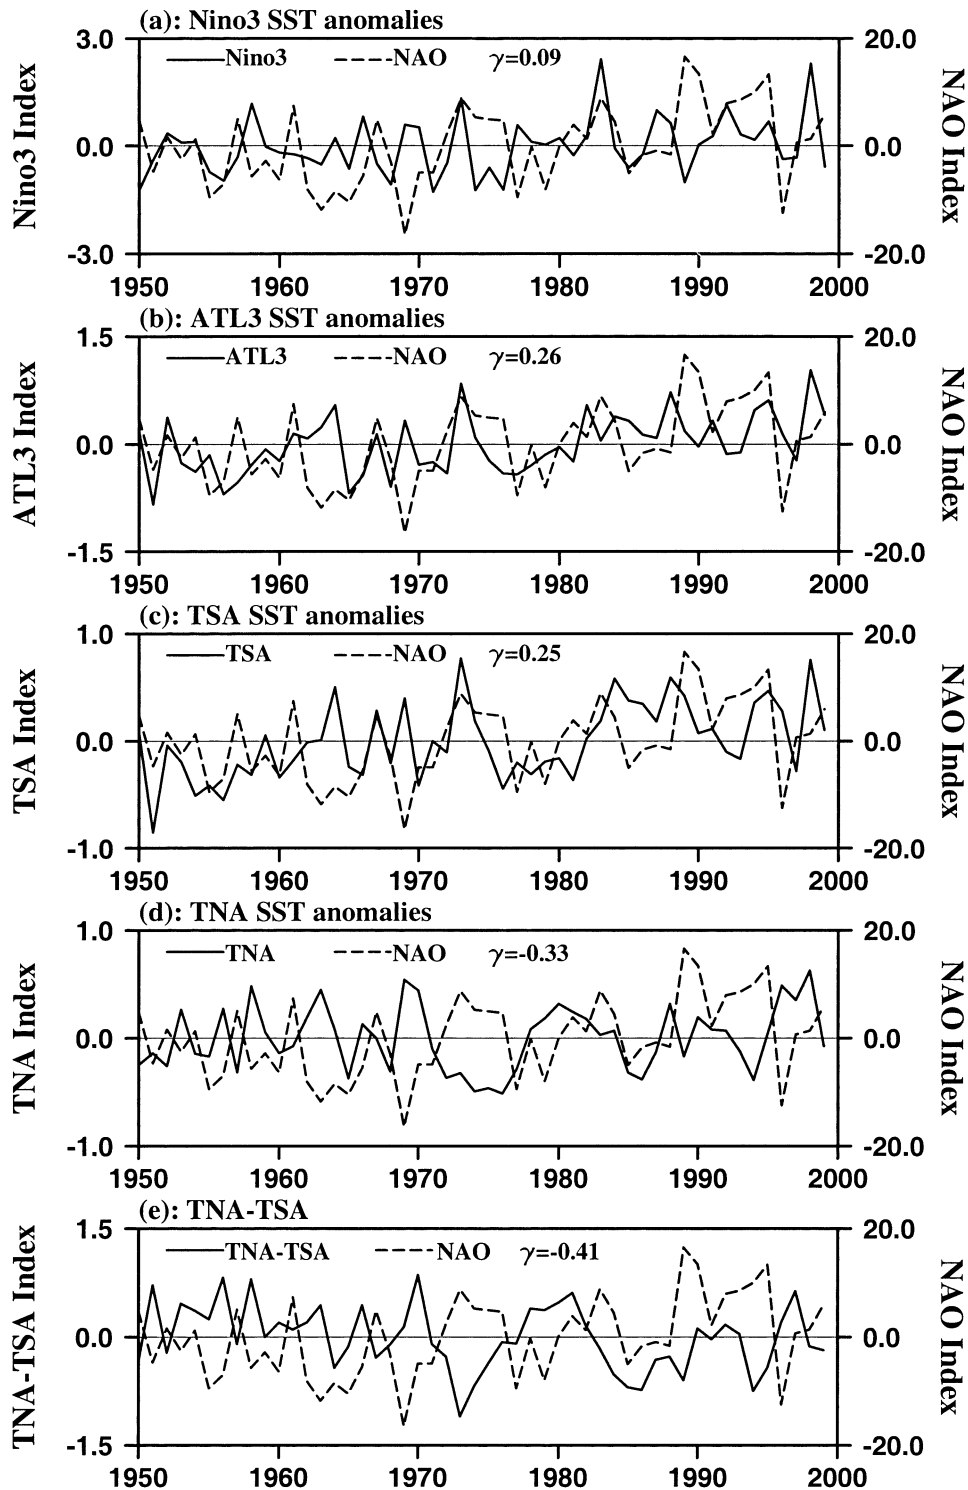 (a): Nino3 SST anomalies
3.0 20.0
Nino3 NAO γ=0.09
Nino3 Index
NAO Index
0.0 0.0
-3.0 -20.0
1950 1960 1970 1980 1990 2000
(b): ATL3 SST anomalies
1.5 20.0
ATL3 NAO γ=0.26
ATL3 Index
NAO Index
0.0 0.0
-1.5 -20.0
1950 1960 1970 1980 1990 2000
(c): TSA SST anomalies
1.0 20.0
TSA NAO γ=0.25
TSA Index
NAO Index
0.0 0.0
-1.0 -20.0
1950 1960 1970 1980 1990 2000
(d): TNA SST anomalies
1.0 20.0
TNA NAO γ=-0.33
TNA Index
NAO Index
0.0 0.0
-1.0 -20.0
1950 1960 1970 1980 1990 2000
(e): TNA-TSA
1.5 20.0
TNA-TSA NAO γ=-0.41
TNA-TSA Index
NAO Index
0.0 0.0
-1.5 -20.0
1950 1960 1970 1980 1990 2000